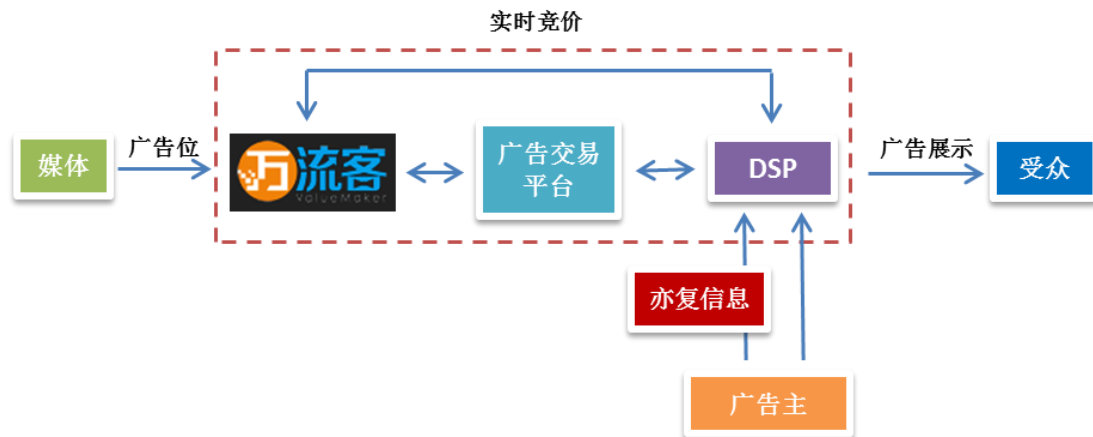 实时竞价
媒体
广告位
万流客
ValueMaker
广告交易
平台
DSP
广告展示
受众
亦复信息
广告主